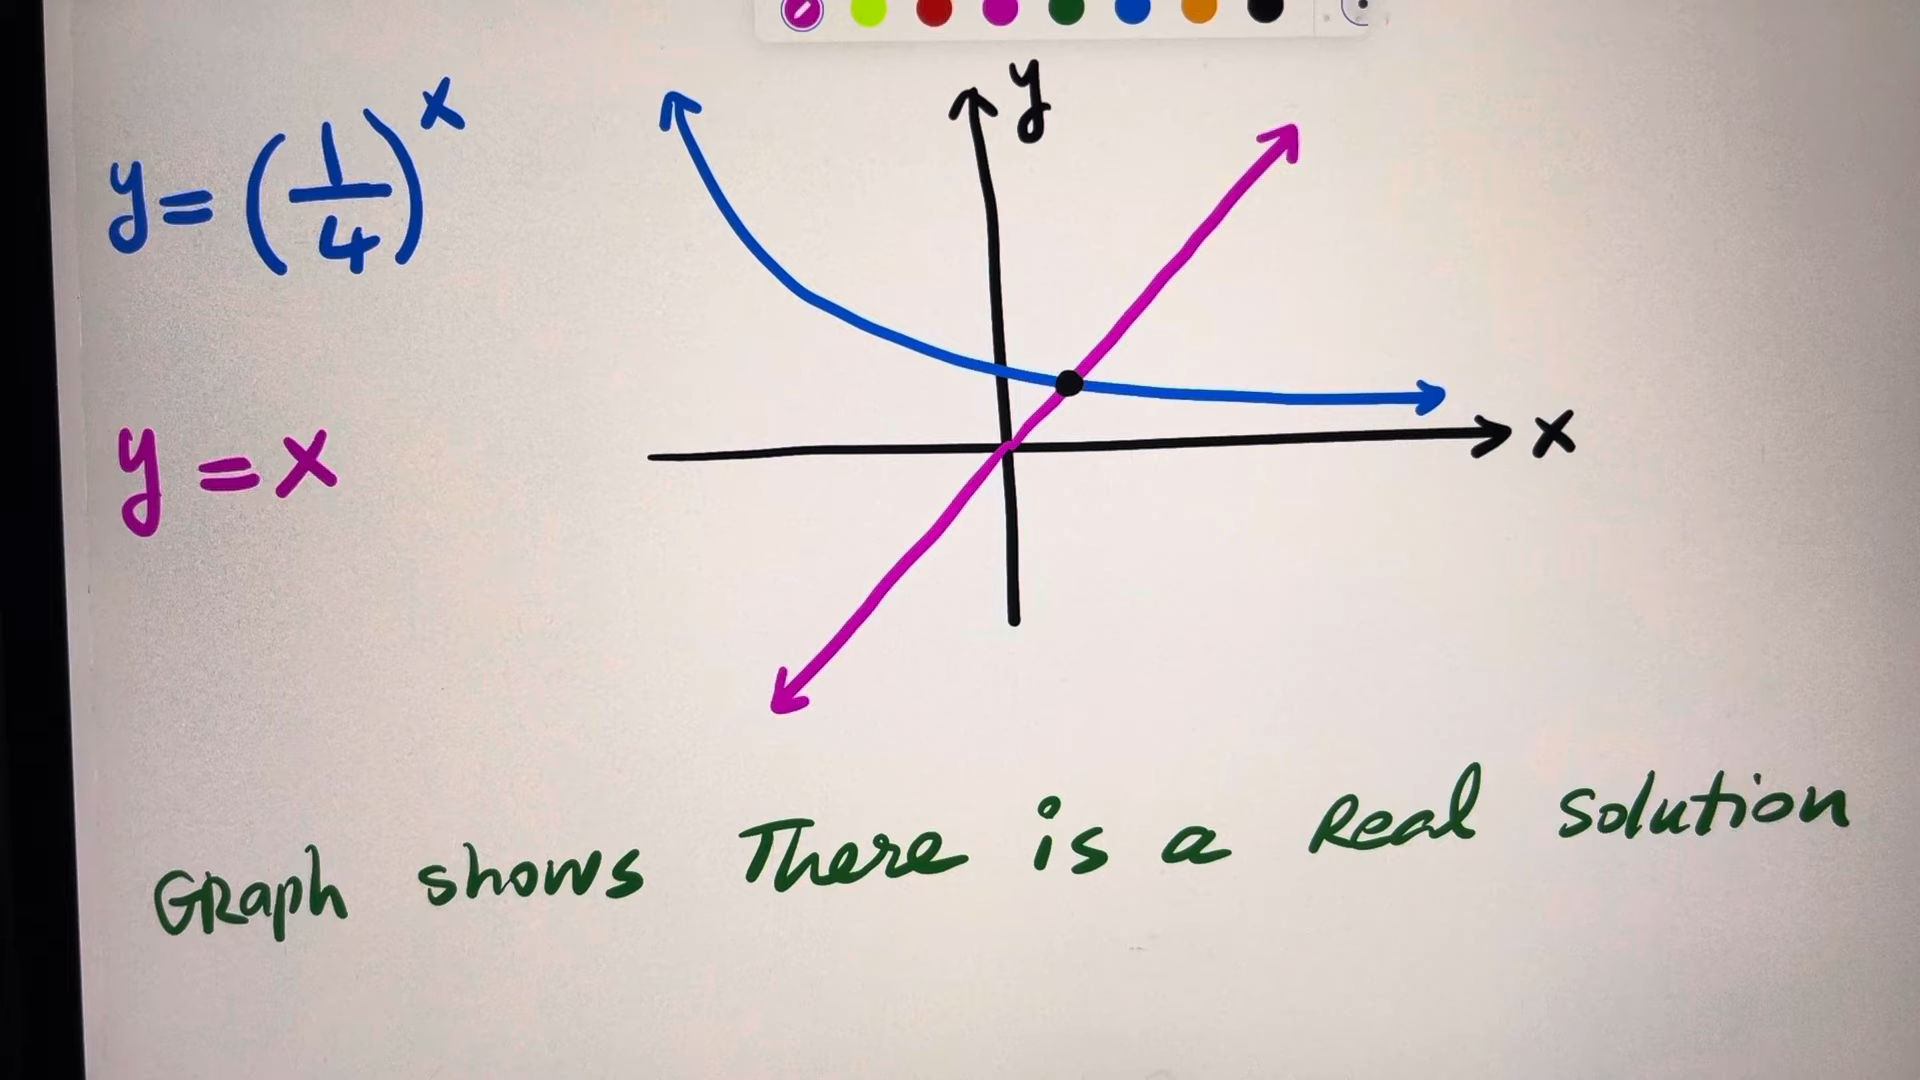 y = (1/4)^x
y
y = x
x
Graph shows There is a Real solution